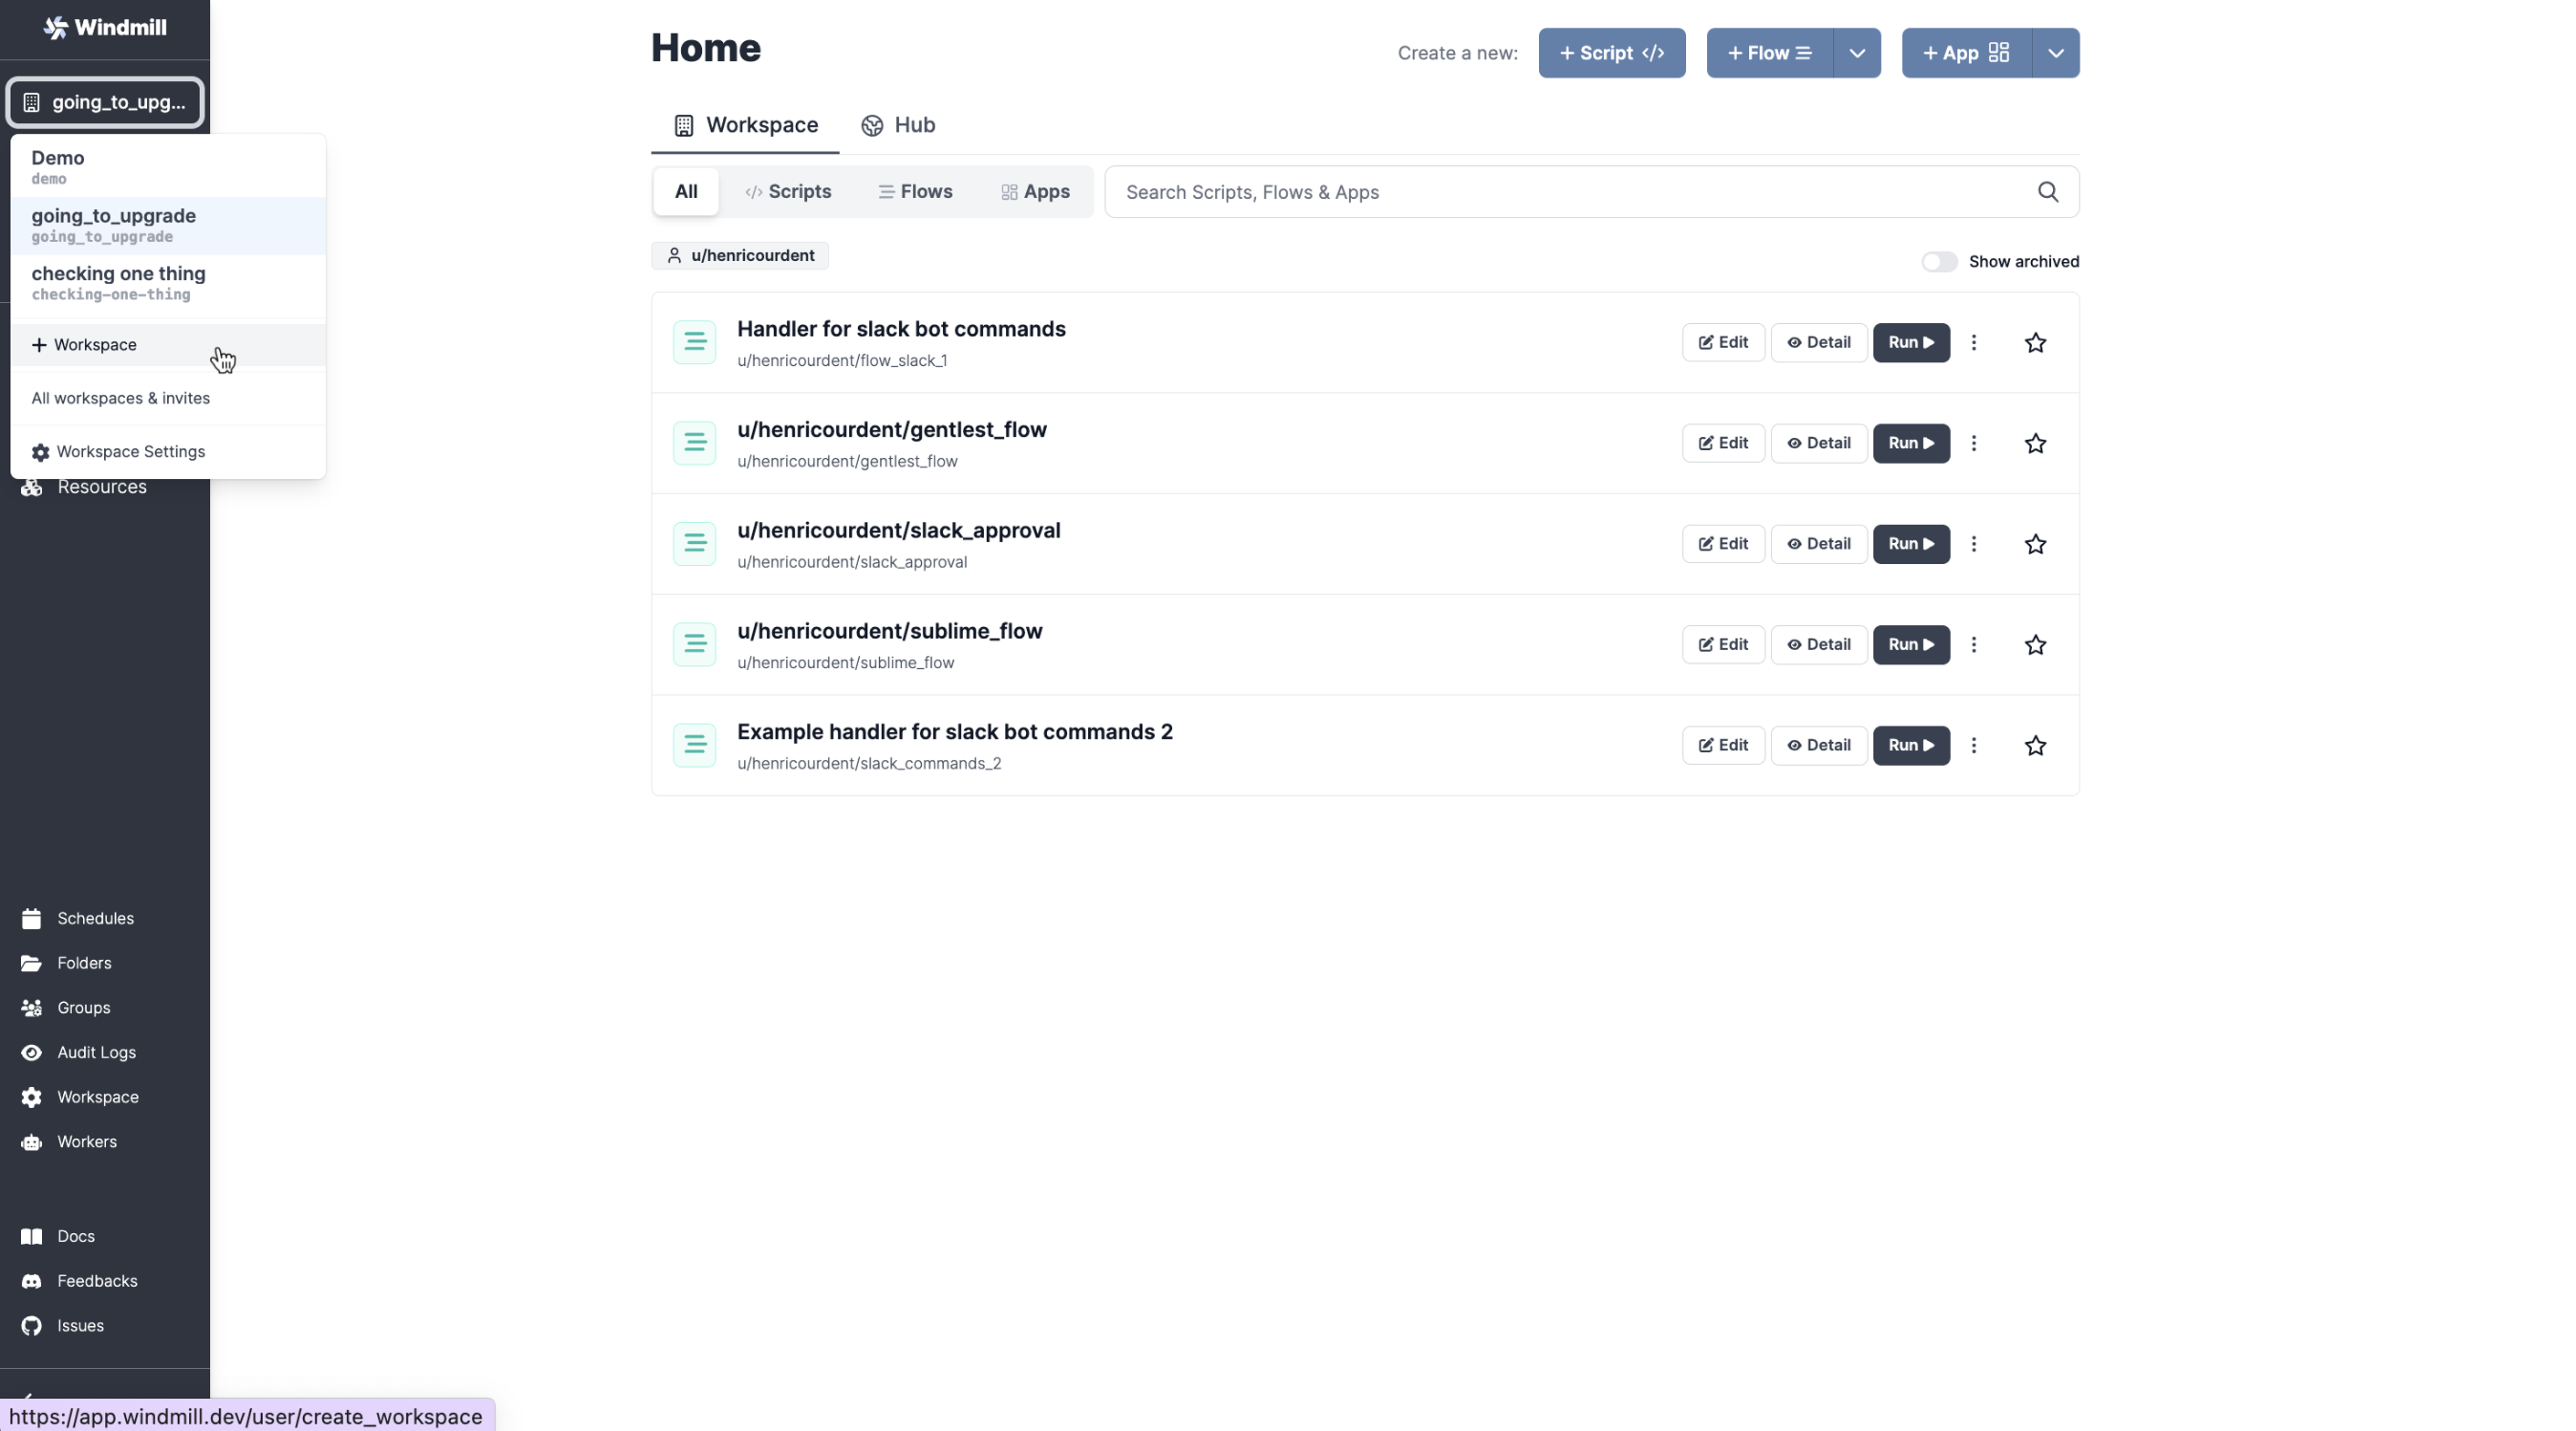 Windmill
going_to_upg...
Demo
demo
going_to_upgrade
going_to_upgrade
checking one thing
checking-one-thing
+ Workspace
All workspaces & invites
Workspace Settings
Resources
Schedules
Folders
Groups
Audit Logs
Workspace
Workers
Docs
Feedbacks
Issues
https://app.windmill.dev/user/create_workspace
Home
Create a new: + Script </> + Flow + App
Workspace Hub
All </> Scripts Flows Apps Search Scripts, Flows & Apps
u/henricourdent
Show archived
Handler for slack bot commands
u/henricourdent/flow_slack_1
Edit Detail Run
u/henricourdent/gentlest_flow
u/henricourdent/gentlest_flow
Edit Detail Run
u/henricourdent/slack_approval
u/henricourdent/slack_approval
Edit Detail Run
u/henricourdent/sublime_flow
u/henricourdent/sublime_flow
Edit Detail Run
Example handler for slack bot commands 2
u/henricourdent/slack_commands_2
Edit Detail Run